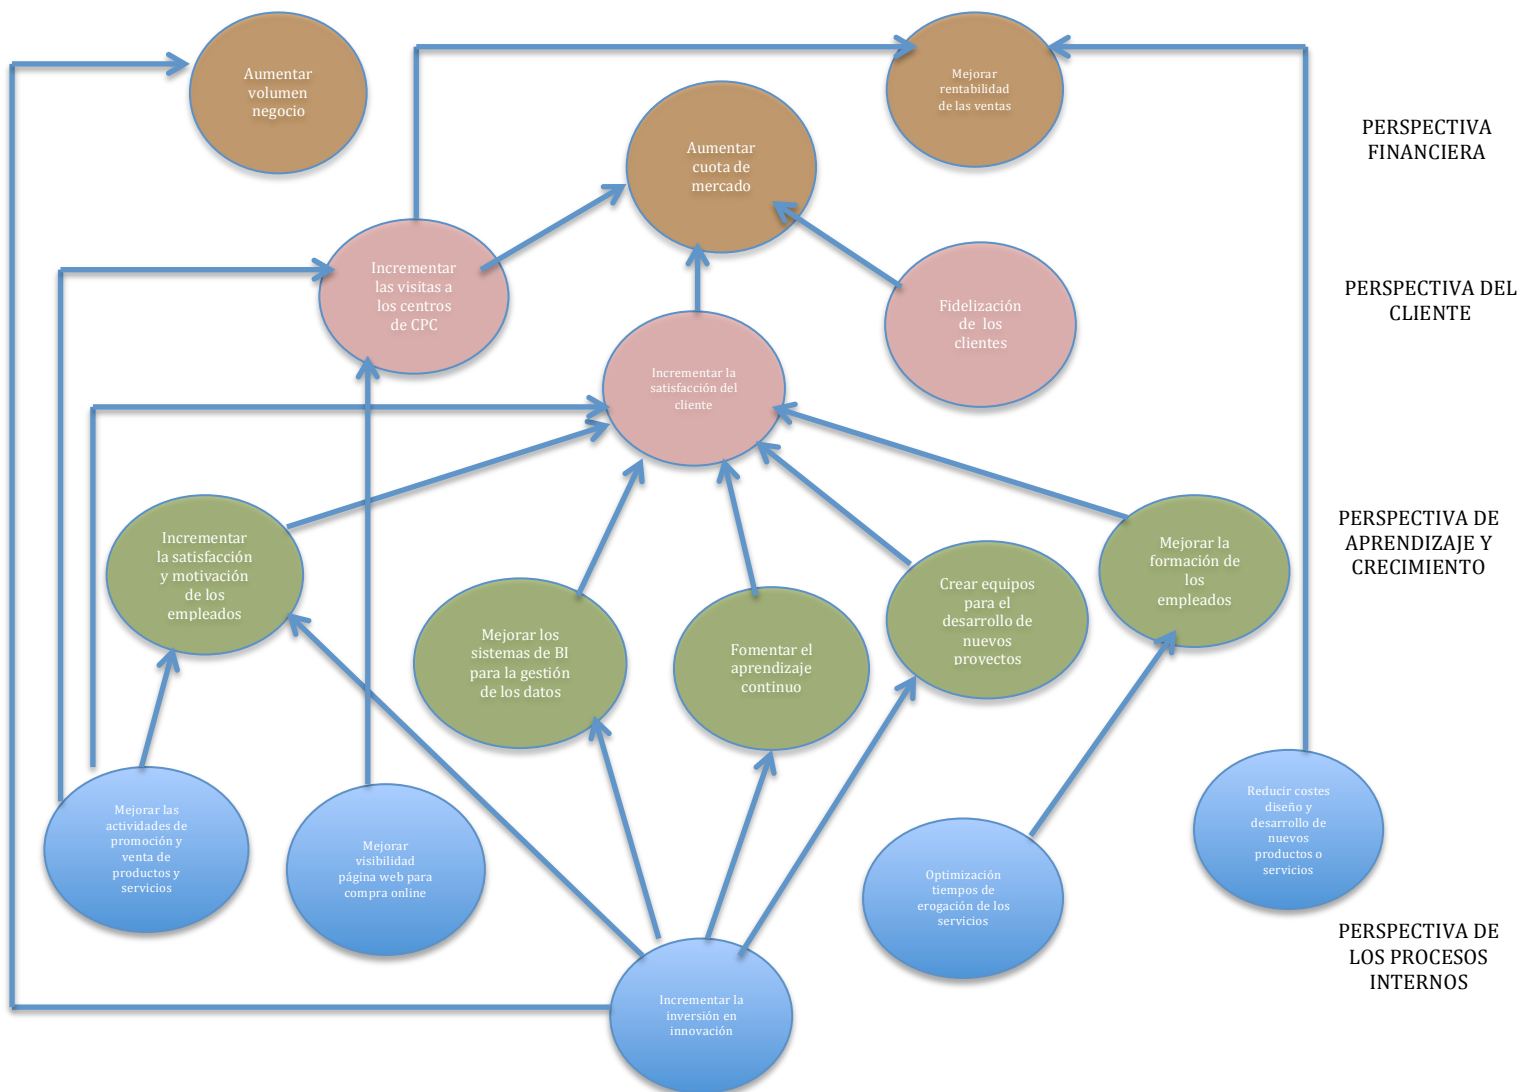 Aumentar
volumen
negocio
Mejorar
rentabilidad
de las ventas
Aumentar
cuota de
mercado
PERSPECTIVA
FINANCIERA
Incrementar
las visitas a
los centros
de CPC
Fidelización
de los
clientes
PERSPECTIVA DEL
CLIENTE
Incrementar la
satisfacción del
cliente
Incrementar
la satisfacción
y motivación
de los
empleados
Mejorar los
sistemas de BI
para la gestión
de los datos
Fomentar el
aprendizaje
continuo
Crear equipos
para el
desarrollo de
nuevos
proyectos
Mejorar la
formación de
los
empleados
PERSPECTIVA DE
APRENDIZAJE Y
CRECIMIENTO
Mejorar las
actividades de
promoción y
venta de
productos y
servicios
Mejorar
visibilidad
página web para
compra online
Optimización
tiempos de
erogación de los
servicios
Reducir costes
diseño y
desarrollo de
nuevos
productos o
servicios
PERSPECTIVA DE
LOS PROCESOS
INTERNOS
Incrementar la
inversión en
innovación